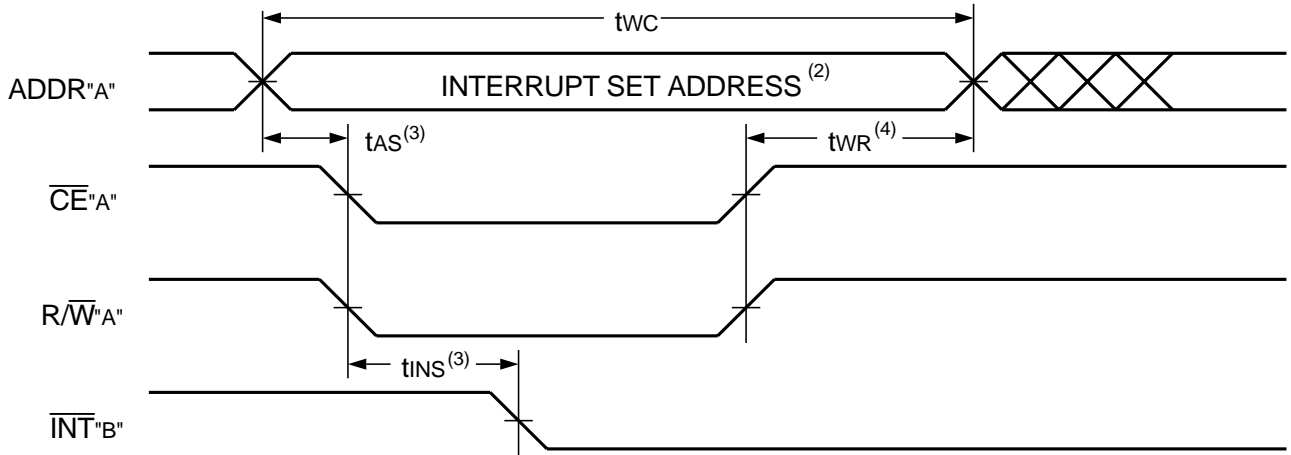 tWC
ADDR"A"
INTERRUPT SET ADDRESS(2)
tAS(3)
tWR(4)
CE"A"
R/W"A"
tINS(3)
INT"B"